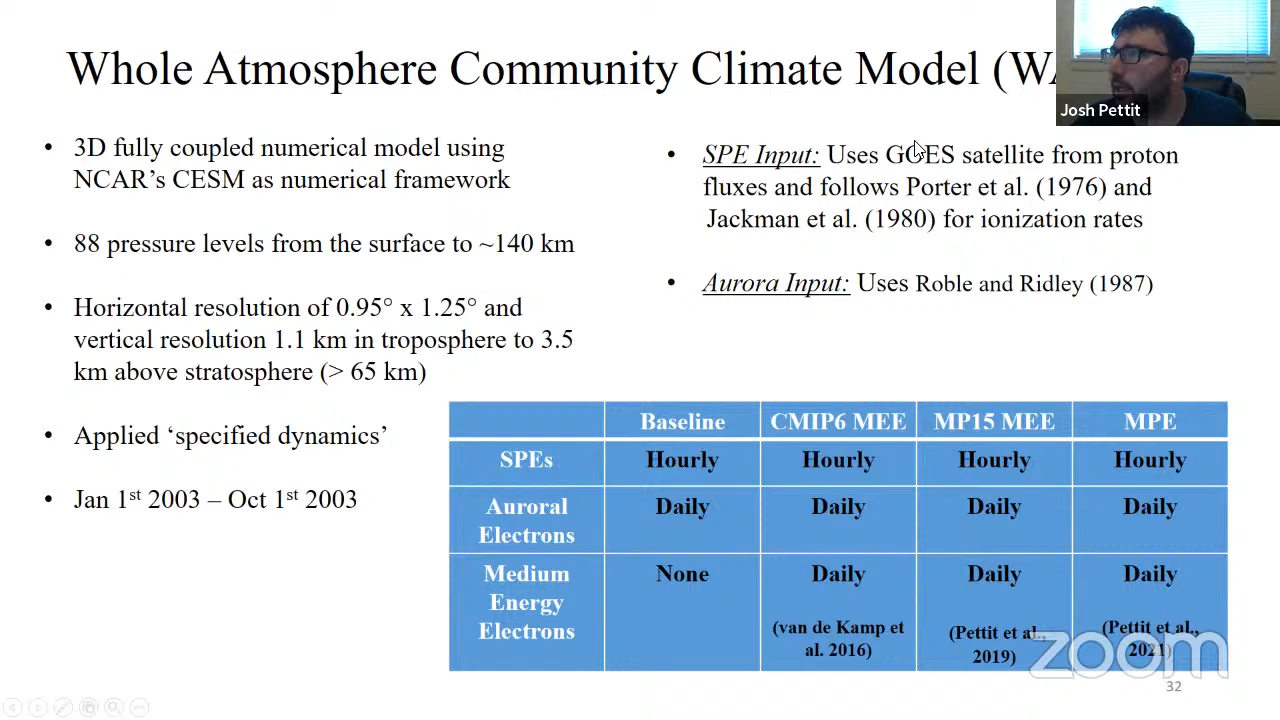 Whole Atmosphere Community Climate Model (WA
Josh Pettit
• 3D fully coupled numerical model using
NCAR's CESM as numerical framework
• 88 pressure levels from the surface to ~140 km
• Horizontal resolution of 0.95° x 1.25° and
vertical resolution 1.1 km in troposphere to 3.5
km above stratosphere (> 65 km)
• Applied 'specified dynamics'
• Jan 1st 2003 – Oct 1st 2003
• SPE Input: Uses GOES satellite from proton
fluxes and follows Porter et al. (1976) and
Jackman et al. (1980) for ionization rates
• Aurora Input: Uses Roble and Ridley (1987)
Baseline CMIP6 MEE MP15 MEE MPE
SPEs Hourly Hourly Hourly Hourly
Auroral Electrons Daily Daily Daily Daily
Medium Energy Electrons None Daily (van de Kamp et al. 2016) Daily (Pettit et al., 2019) Daily (Pettit et al., 2021)
zoom
32